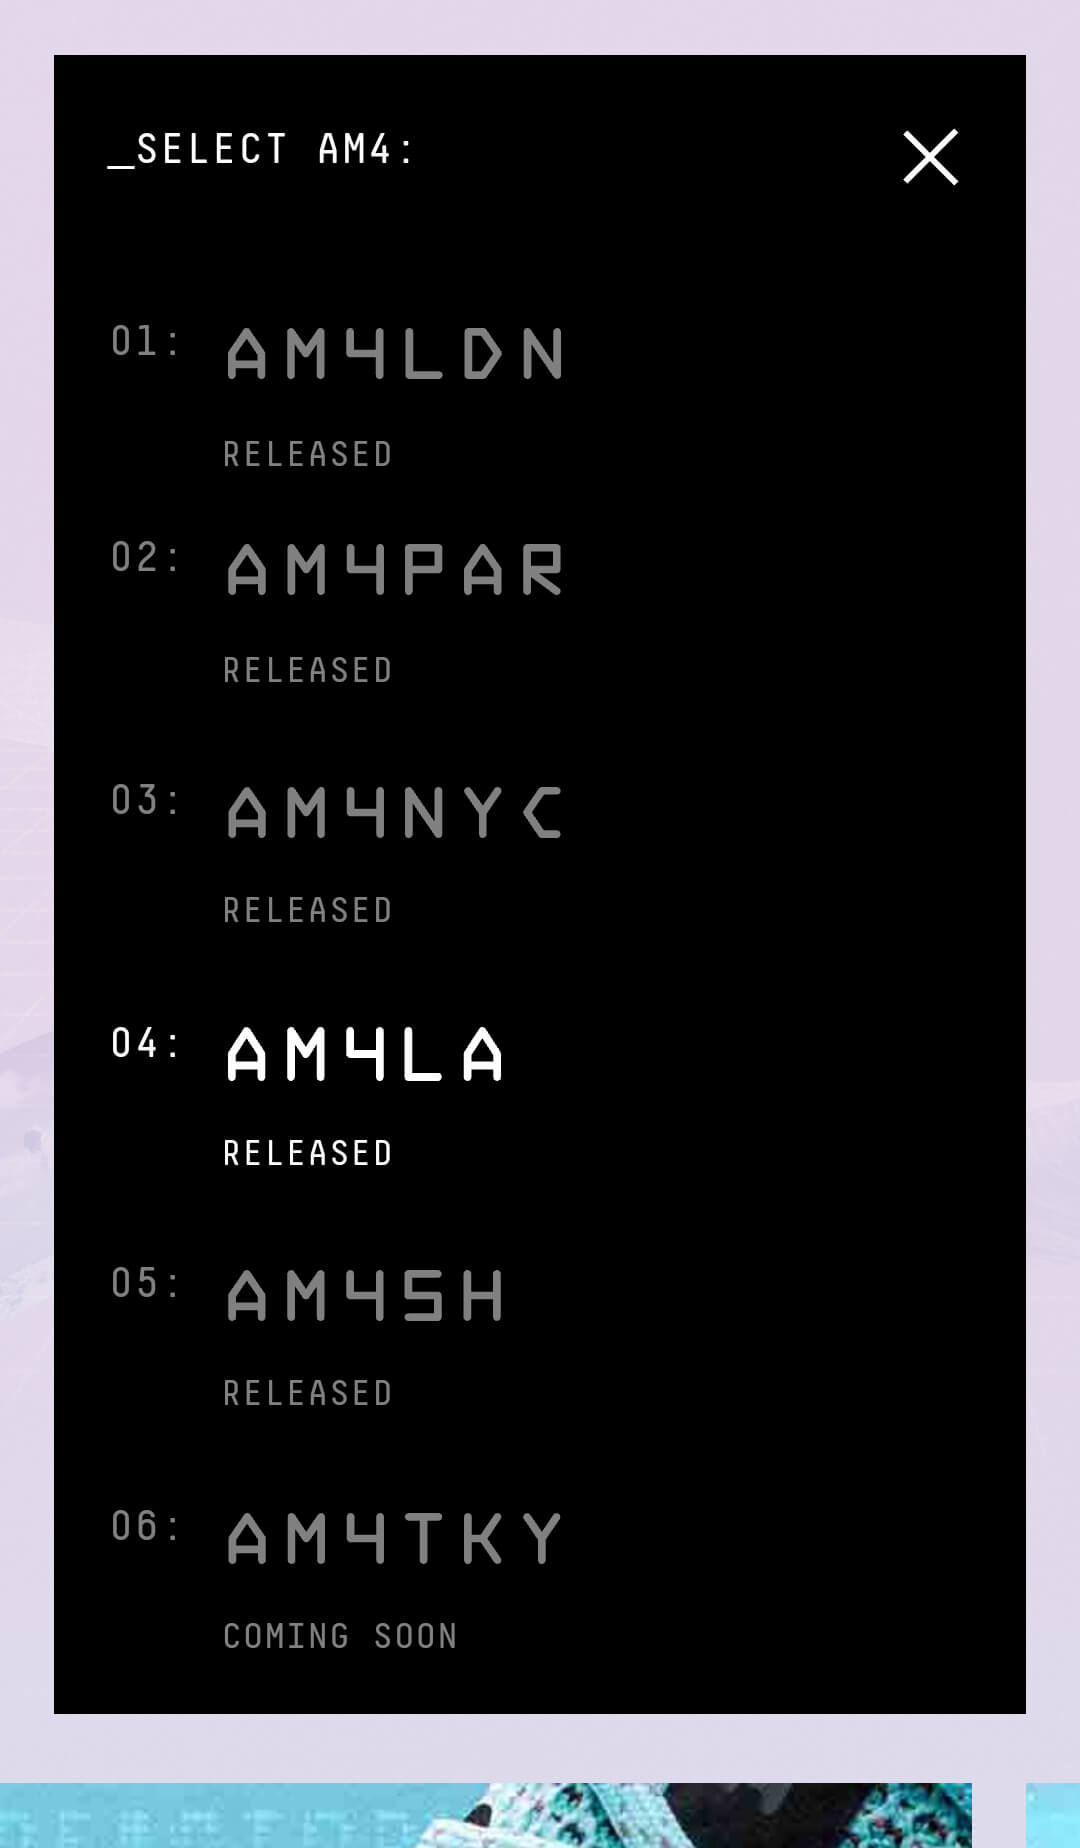 _SELECT AM4:
01: AM4LDN
RELEASED
02: AM4PAR
RELEASED
03: AM4NYC
RELEASED
04: AM4LA
RELEASED
05: AM4SH
RELEASED
06: AM4TKY
COMING SOON